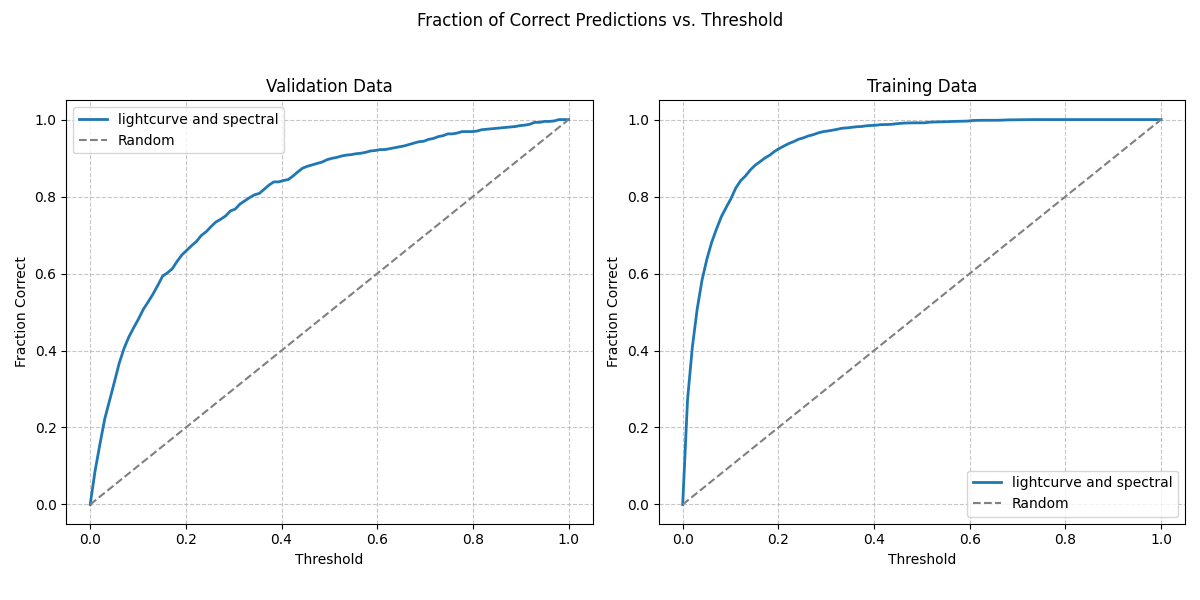 Fraction of Correct Predictions vs. Threshold
Validation Data
1.0
0.8
0.6
0.4
0.2
0.0
Fraction Correct
lightcurve and spectral
Random
0.0 0.2 0.4 0.6 0.8 1.0
Threshold
Training Data
1.0
0.8
0.6
0.4
0.2
0.0
Fraction Correct
lightcurve and spectral
Random
0.0 0.2 0.4 0.6 0.8 1.0
Threshold